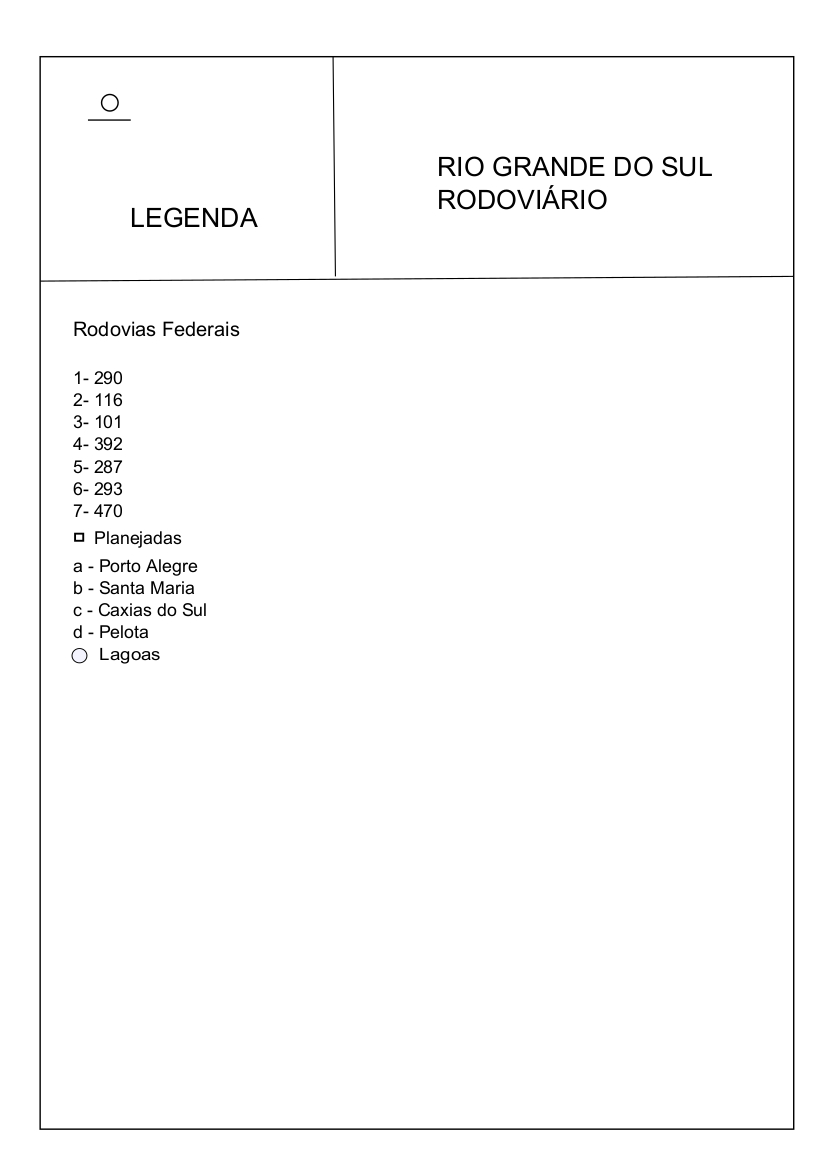 LEGENDA
RIO GRANDE DO SUL
RODOVIÁRIO
Rodovias Federais
1- 290
2- 116
3- 101
4- 392
5- 287
6- 293
7- 470
Planejadas
a - Porto Alegre
b - Santa Maria
c - Caxias do Sul
d - Pelota
Lagoas